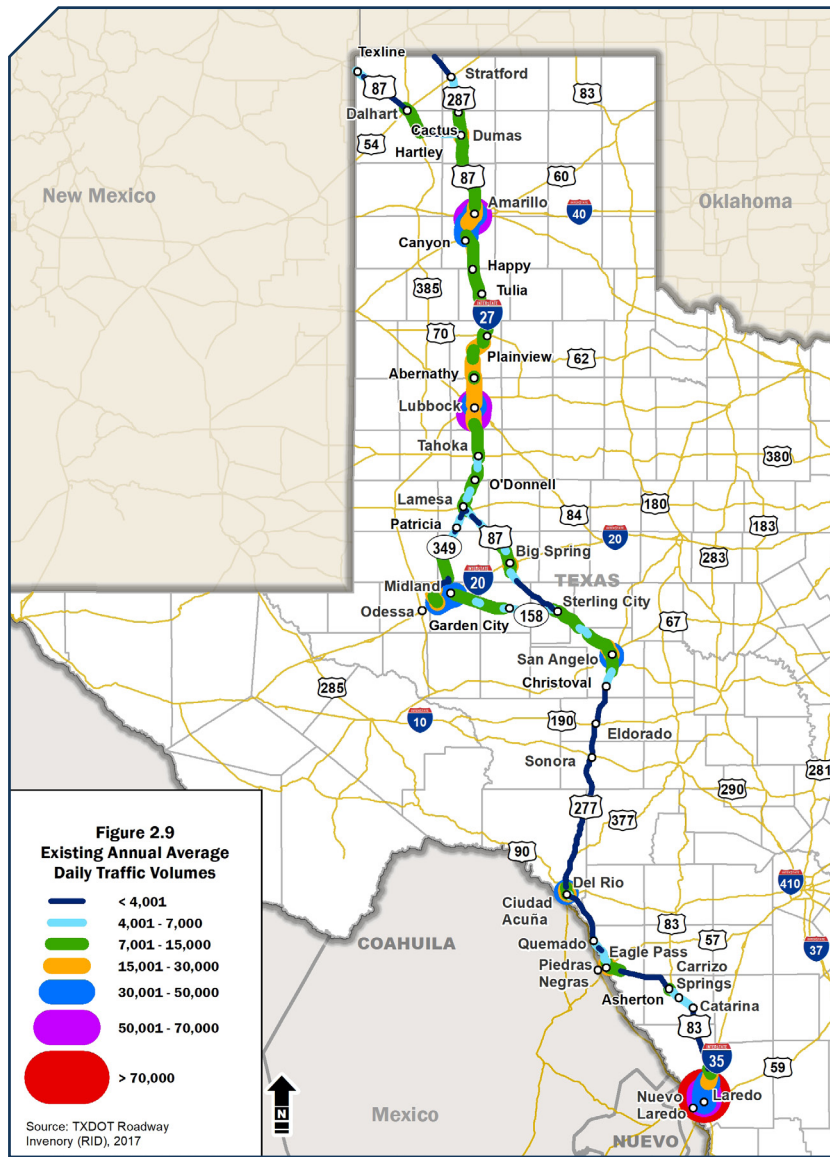 Texline
Stratford
87
287
83
Dalhart
Cactus
Dumas
54
Hartley
New Mexico
87
60
Oklahoma
Amarillo
40
Canyon
Happy
385
Tulia
27
70
Plainview
62
Abernathy
Lubbock
Tahoka
380
O'Donnell
Lamesa
84
180
Patricia
87
20
183
349
Big Spring
283
20
TEXAS
Midland
Sterling City
Odessa
158
67
Garden City
San Angelo
285
Christoval
10
190
Eldorado
Sonora
281
290
277
377
Figure 2.9
Existing Annual Average
Daily Traffic Volumes
< 4,001
4,001 - 7,000
7,001 - 15,000
15,001 - 30,000
30,001 - 50,000
50,001 - 70,000
> 70,000
Source: TXDOT Roadway
Invenory (RID), 2017
90
Del Rio
410
Ciudad
Acuña
83
57
COAHUILA
Quemado
Eagle Pass
37
Piedras
Negras
Carrizo
Springs
Asherton
Catarina
83
35
59
N
Nuevo
Laredo
Laredo
Mexico
NUEVO